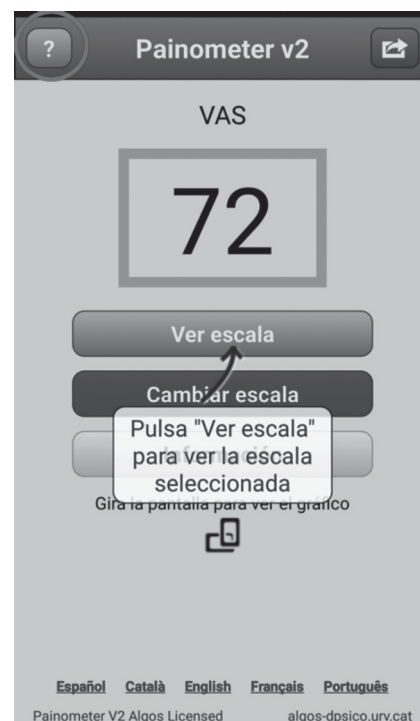 ? Painometer v2
VAS
72
Ver escala
Cambiar escala
Pulsa "Ver escala"
para ver la escala
seleccionada
Gira la pantalla para ver el gráfico
Español Català English Français Português
Painometer V2 Algos Licensed algos-dpsico.urv.cat